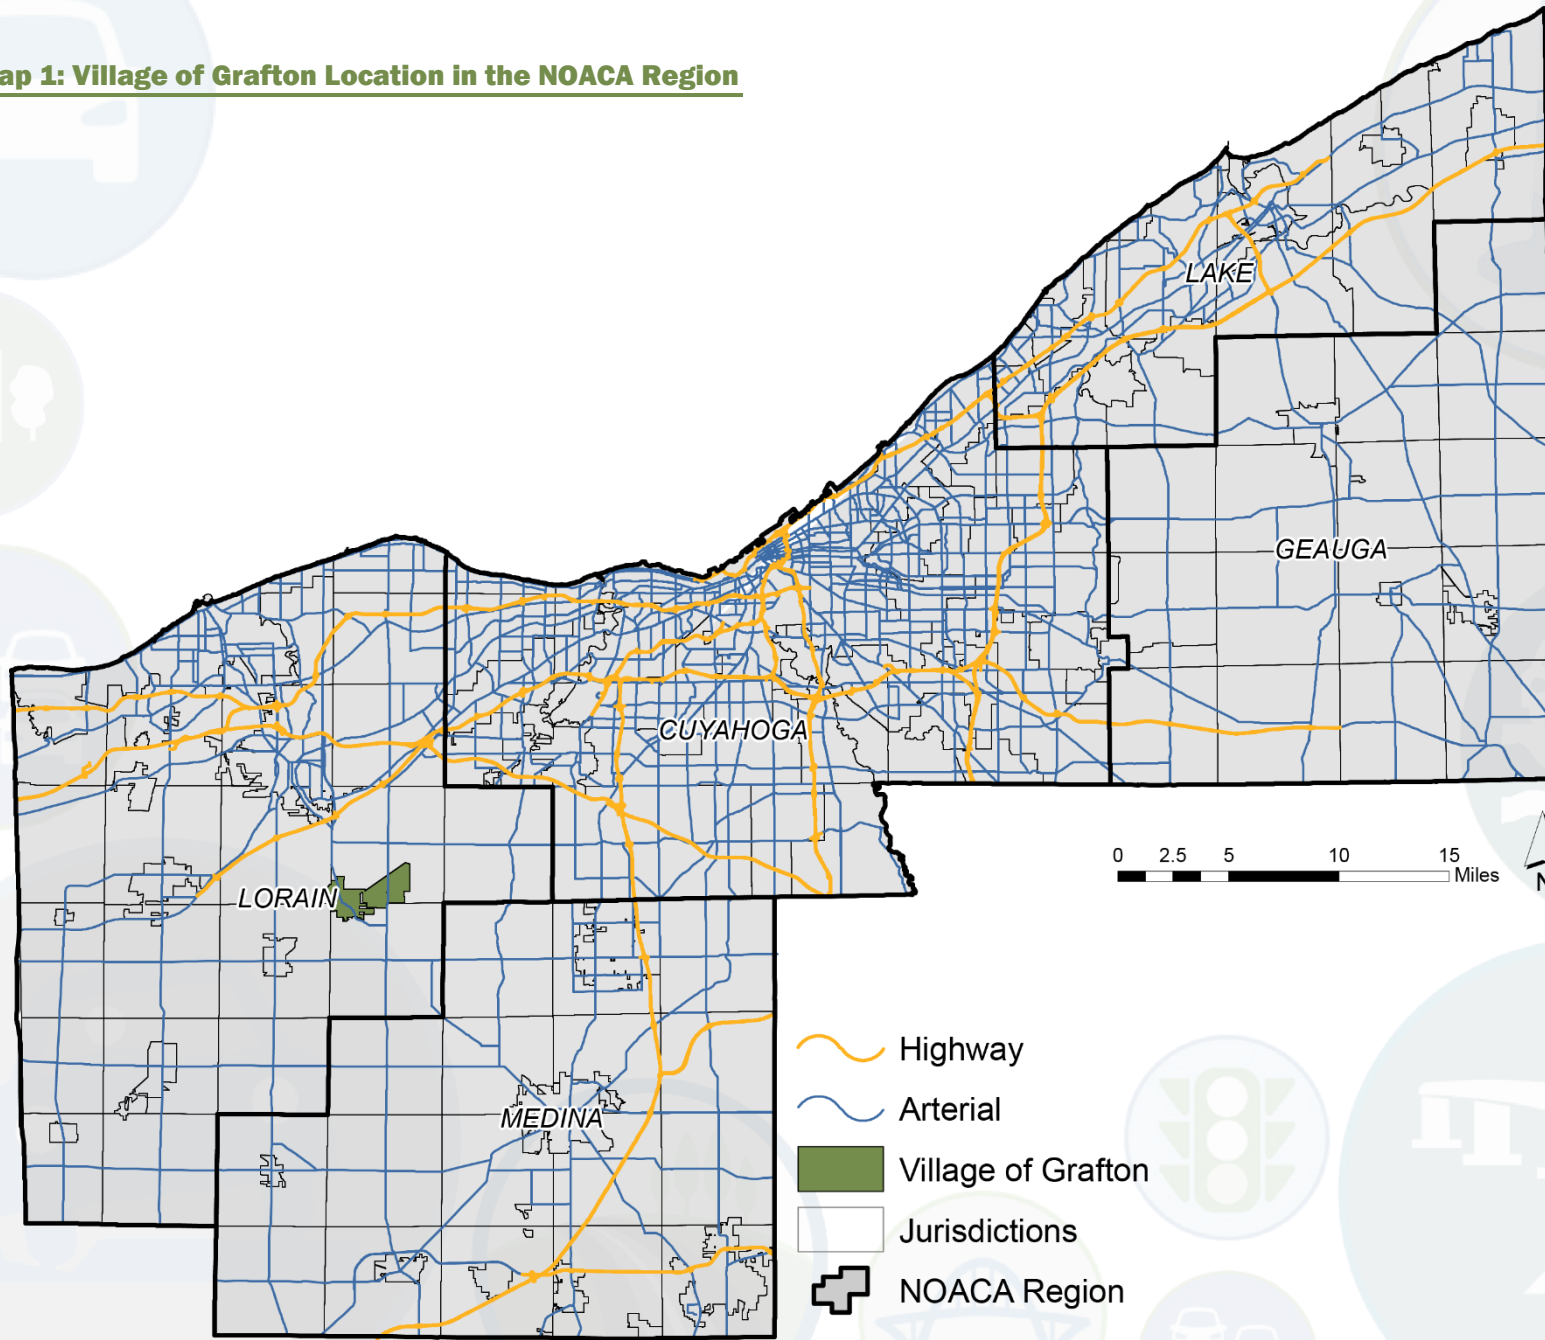 ap 1: Village of Grafton Location in the NOACA Region
LAKE
GEAUGA
CUYAHOGA
LORAIN
MEDINA
0 2.5 5 10 15
Miles
N
Highway
Arterial
Village of Grafton
Jurisdictions
NOACA Region